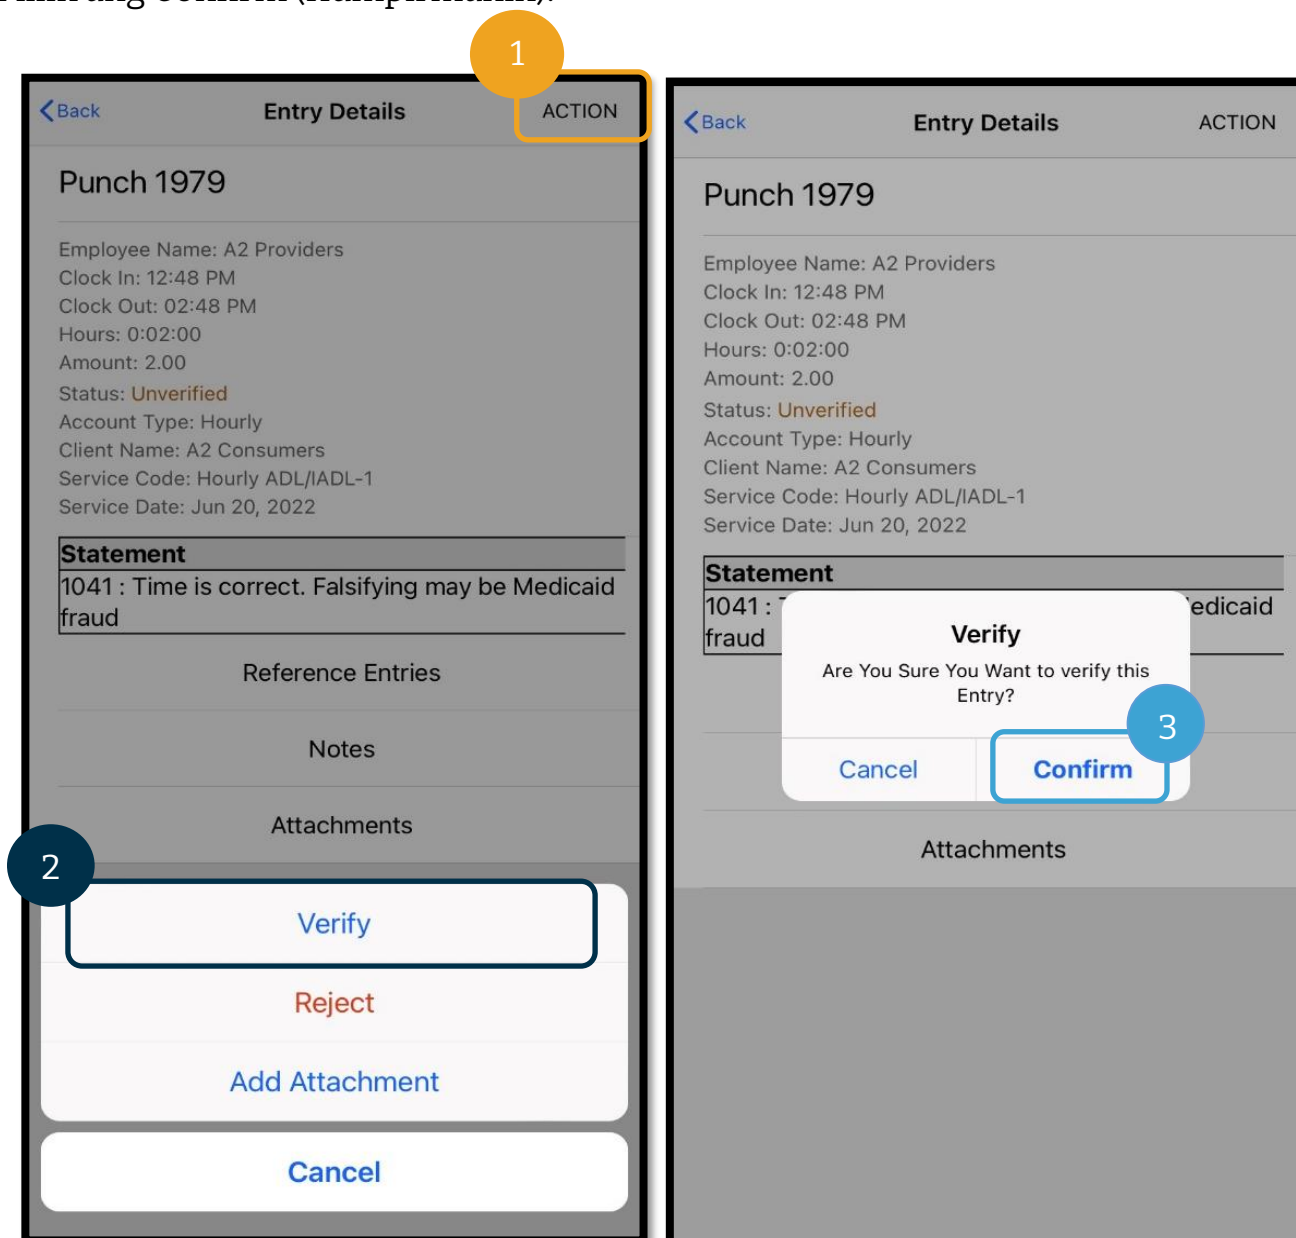 Confirm
1
Back
Entry Details
ACTION
Punch 1979
Employee Name: A2 Providers
Clock In: 12:48 PM
Clock Out: 02:48 PM
Hours: 0:02:00
Amount: 2.00
Status: Unverified
Account Type: Hourly
Client Name: A2 Consumers
Service Code: Hourly ADL/IADL-1
Service Date: Jun 20, 2022
Statement
1041 : Time is correct. Falsifying may be Medicaid
fraud
Reference Entries
Notes
Attachments
2
Verify
Reject
Add Attachment
Cancel
Back
Entry Details
ACTION
Punch 1979
Employee Name: A2 Providers
Clock In: 12:48 PM
Clock Out: 02:48 PM
Hours: 0:02:00
Amount: 2.00
Status: Unverified
Account Type: Hourly
Client Name: A2 Consumers
Service Code: Hourly ADL/IADL-1
Service Date: Jun 20, 2022
Statement
1041 :
edicaid
fraud
Verify
Are You Sure You Want to verify this
Entry?
3
Cancel
Confirm
Attachments